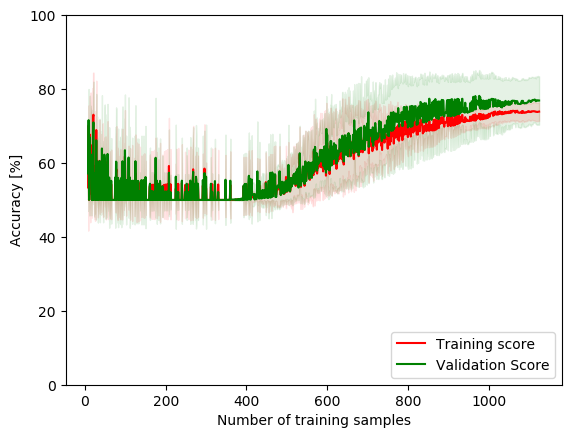 100
80
60
40
20
0
Accuracy [%]
0 200 400 600 800 1000
Number of training samples
Training score
Validation Score